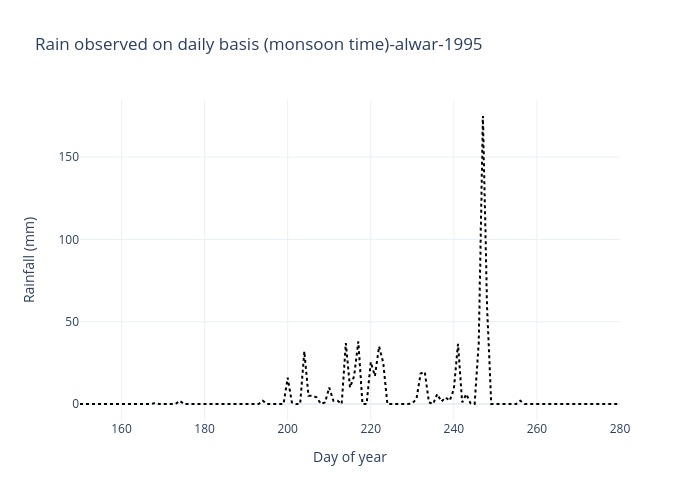 Rain observed on daily basis (monsoon time)-alwar-1995
150
100
50
0
Rainfall (mm)
160 180 200 220 240 260 280
Day of year